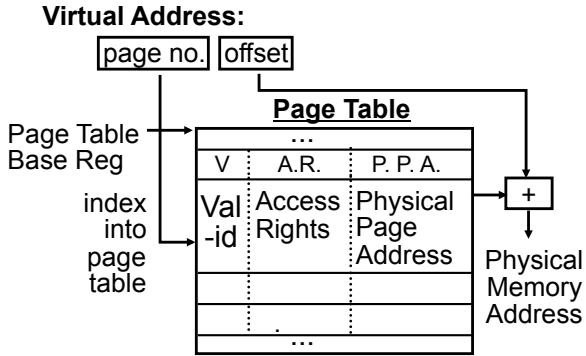 Virtual Address:
page no. offset
Page Table
Page Table
Base Reg
...
V A.R. P. P. A.
index
into
page
table
Val
-id
Access
Rights
Physical
Page
Address
+
Physical
Memory
Address
.
...